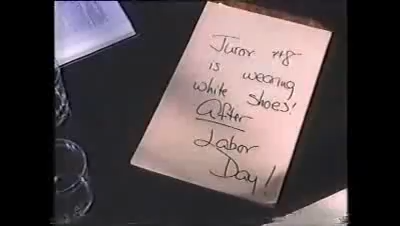 Juror #8
is wearing
white shoes!
After
Labor
Day!